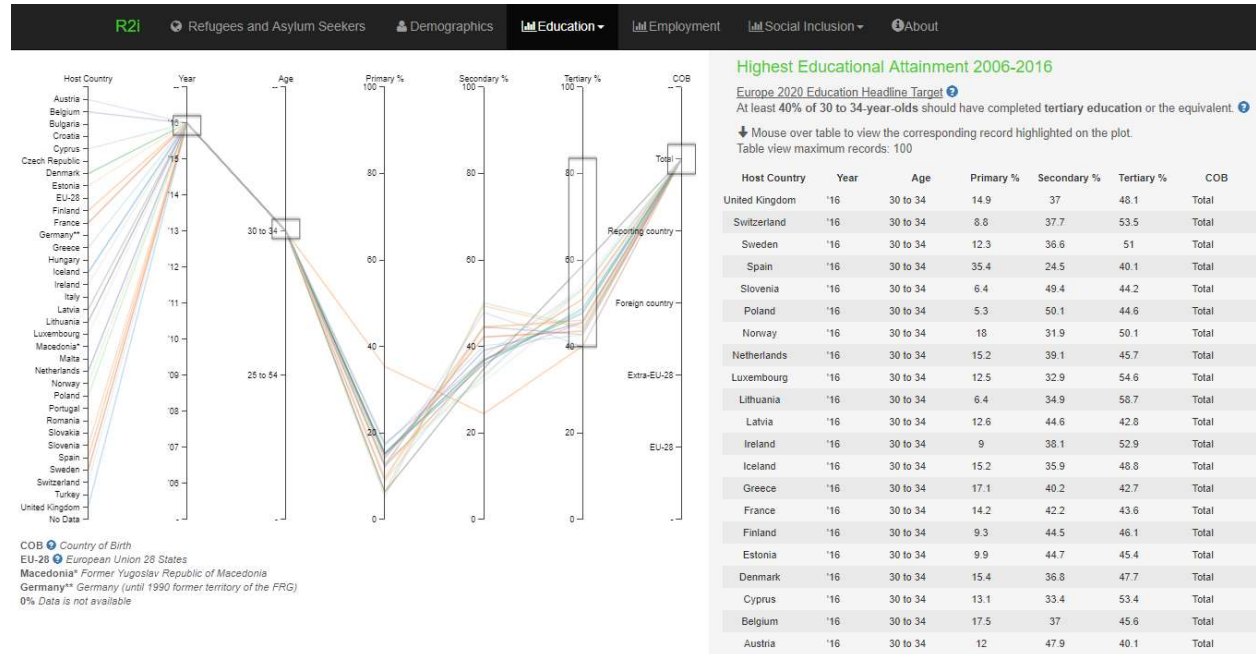 R2i Refugees and Asylum Seekers Demographics Education Employment Social Inclusion About
Host Country Year Age Primary % Secondary % Tertiary % COB
-- -- -- 100 100 100 --
Austria
Belgium
Bulgaria
Croatia
Cyprus
Czech Republic
Denmark
Estonia
EU-28
Finland
France
Germany**
Greece
Hungary
Iceland
Ireland
Italy
Latvia
Lithuania
Luxembourg
Macedonia*
Malta
Netherlands
Norway
Poland
Portugal
Romania
Slovakia
Slovenia
Spain
Sweden
Switzerland
Turkey
United Kingdom
No Data
'16
'15
'14
'13
'12
'11
'10
'09
'08
'07
'06
-
30 to 34
25 to 54
-
80
60
40
20
0
80
60
40
20
0
80
60
40
20
0
Total
Reporting country
Foreign country
Extra-EU-28
EU-28
-
COB ? Country of Birth
EU-28 ? European Union 28 States
Macedonia* Former Yugoslav Republic of Macedonia
Germany** Germany (until 1990 former territory of the FRG)
0% Data is not available
Highest Educational Attainment 2006-2016
Europe 2020 Education Headline Target ?
At least 40% of 30 to 34-year-olds should have completed tertiary education or the equivalent. ?
Mouse over table to view the corresponding record highlighted on the plot.
Table view maximum records: 100
Host Country Year Age Primary % Secondary % Tertiary % COB
United Kingdom '16 30 to 34 14.9 37 48.1 Total
Switzerland '16 30 to 34 8.8 37.7 53.5 Total
Sweden '16 30 to 34 12.3 36.6 51 Total
Spain '16 30 to 34 35.4 24.5 40.1 Total
Slovenia '16 30 to 34 6.4 49.4 44.2 Total
Poland '16 30 to 34 5.3 50.1 44.6 Total
Norway '16 30 to 34 18 31.9 50.1 Total
Netherlands '16 30 to 34 15.2 39.1 45.7 Total
Luxembourg '16 30 to 34 12.5 32.9 54.6 Total
Lithuania '16 30 to 34 6.4 34.9 58.7 Total
Latvia '16 30 to 34 12.6 44.6 42.8 Total
Ireland '16 30 to 34 9 38.1 52.9 Total
Iceland '16 30 to 34 15.2 35.9 48.8 Total
Greece '16 30 to 34 17.1 40.2 42.7 Total
France '16 30 to 34 14.2 42.2 43.6 Total
Finland '16 30 to 34 9.3 44.5 46.1 Total
Estonia '16 30 to 34 9.9 44.7 45.4 Total
Denmark '16 30 to 34 15.4 36.8 47.7 Total
Cyprus '16 30 to 34 13.1 33.4 53.4 Total
Belgium '16 30 to 34 17.5 37 45.6 Total
Austria '16 30 to 34 12 47.9 40.1 Total